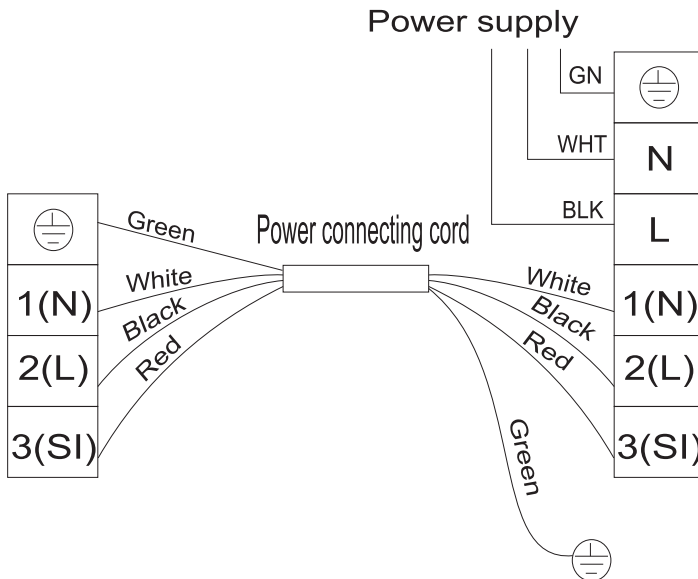 Power supply
GN
WHT
N
BLK
L
Green
Power connecting cord
White
1(N)
Black
2(L)
Red
3(SI)
White
1(N)
Black
2(L)
Red
3(SI)
Green